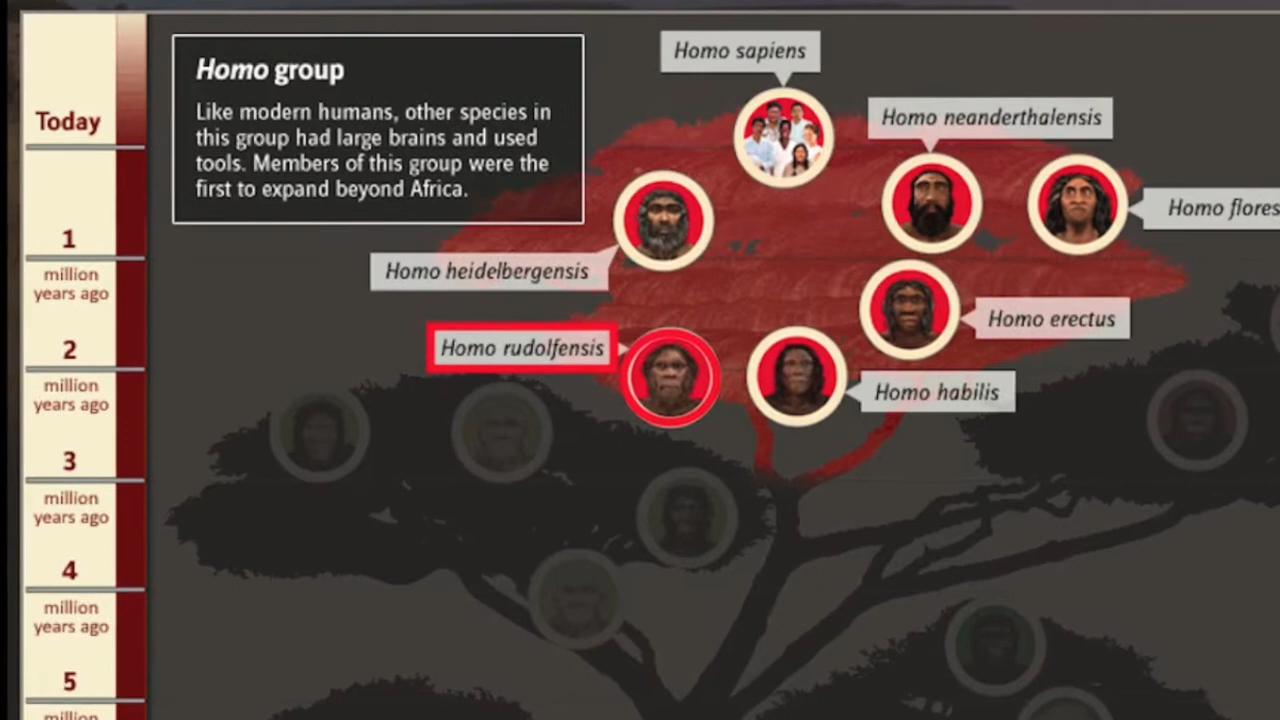 Homo group
Like modern humans, other species in
this group had large brains and used
tools. Members of this group were the
first to expand beyond Africa.
Homo sapiens
Homo neanderthalensis
Homo flores
Homo heidelbergensis
Homo erectus
Homo rudolfensis
Homo habilis
Today
1
million
years ago
2
million
years ago
3
million
years ago
4
million
years ago
5
million